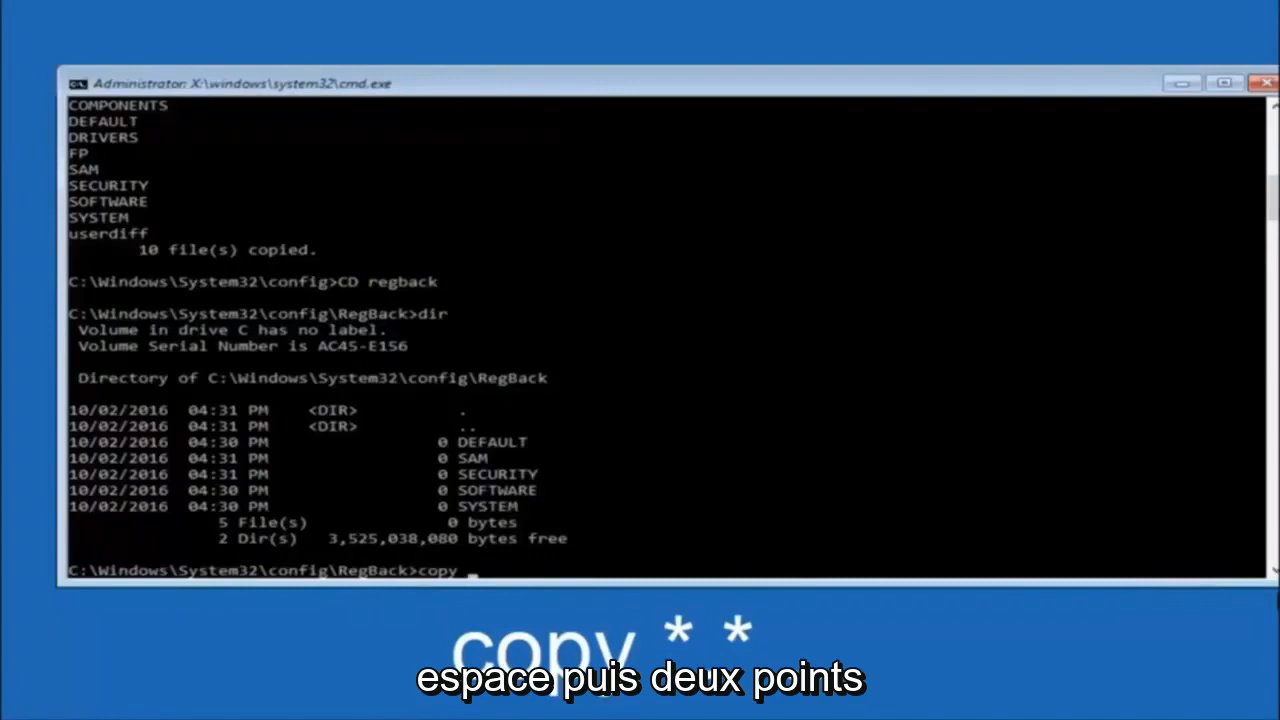 Administrator: X:\windows\system32\cmd.exe
COMPONENTS
DEFAULT
DRIVERS
FP
SAM
SECURITY
SOFTWARE
SYSTEM
userdiff
10 file(s) copied.
C:\Windows\System32\config>CD regback
C:\Windows\System32\config\RegBack>dir
Volume in drive C has no label.
Volume Serial Number is AC45-E156
Directory of C:\Windows\System32\config\RegBack
10/02/2016 04:31 PM <DIR> .
10/02/2016 04:31 PM <DIR> ..
10/02/2016 04:30 PM 0 DEFAULT
10/02/2016 04:31 PM 0 SAM
10/02/2016 04:31 PM 0 SECURITY
10/02/2016 04:30 PM 0 SOFTWARE
10/02/2016 04:30 PM 0 SYSTEM
5 File(s) 0 bytes
2 Dir(s) 3,525,038,080 bytes free
C:\Windows\System32\config\RegBack>copy _
copy * *
espace puis deux points